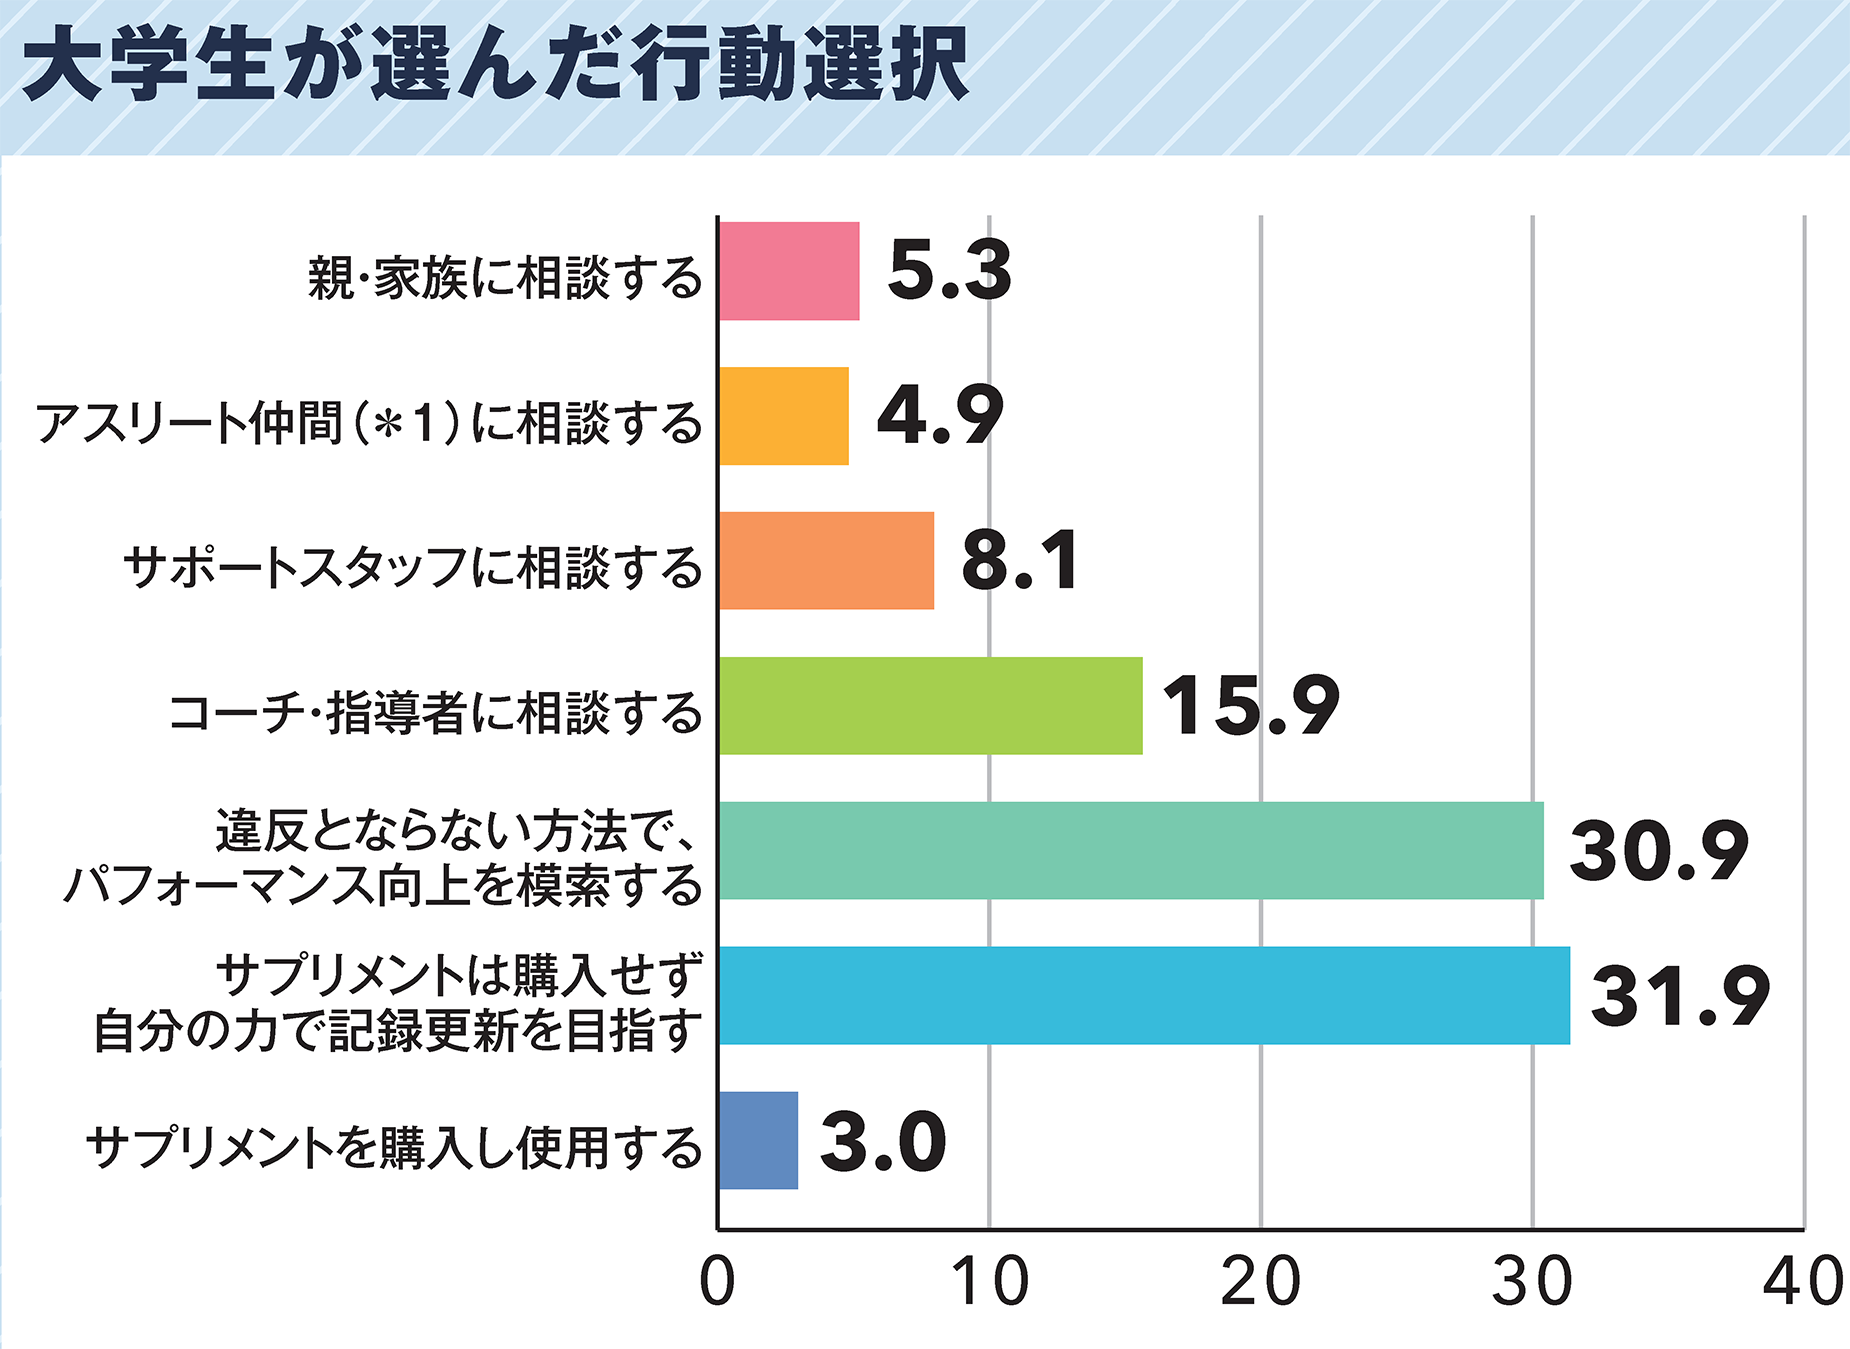 大学生が選んだ行動選択
親・家族に相談する
5.3
アスリート仲間（＊1）に相談する
4.9
サポートスタッフに相談する
8.1
コーチ・指導者に相談する
15.9
違反とならない方法で、
パフォーマンス向上を模索する
30.9
サプリメントは購入せず
自分の力で記録更新を目指す
31.9
サプリメントを購入し使用する
3.0
0 10 20 30 40